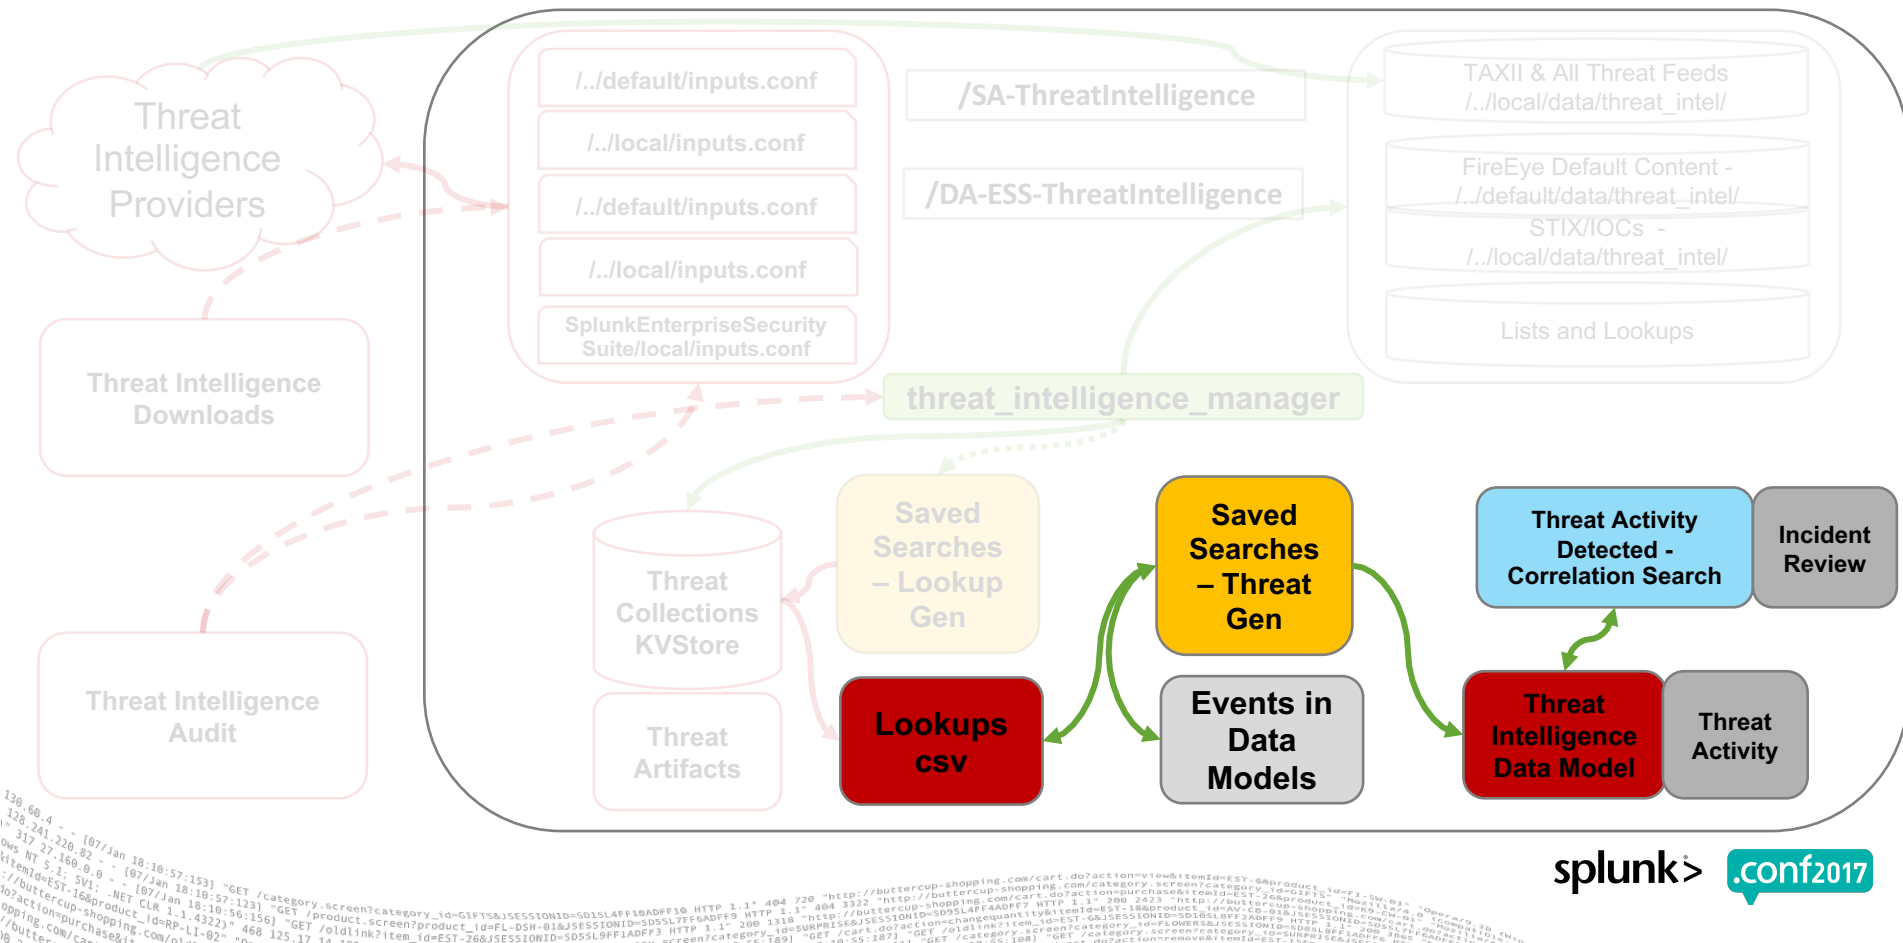 Threat
Intelligence
Providers
/../default/inputs.conf
/../local/inputs.conf
/../default/inputs.conf
/../local/inputs.conf
SplunkEnterpriseSecurity
Suite/local/inputs.conf
/SA-ThreatIntelligence
/DA-ESS-ThreatIntelligence
TAXII & All Threat Feeds
/../local/data/threat_intel/
FireEye Default Content -
/../default/data/threat_intel/
STIX/IOCs -
/../local/data/threat_intel/
Lists and Lookups
Threat Intelligence
Downloads
threat_intelligence_manager
Threat Intelligence
Audit
Threat
Collections
KVStore
Threat
Artifacts
Saved
Searches
– Lookup
Gen
Lookups
csv
Saved
Searches
– Threat
Gen
Events in
Data
Models
Threat Activity
Detected -
Correlation Search
Incident
Review
Threat
Intelligence
Data Model
Threat
Activity
splunk>
.conf2017